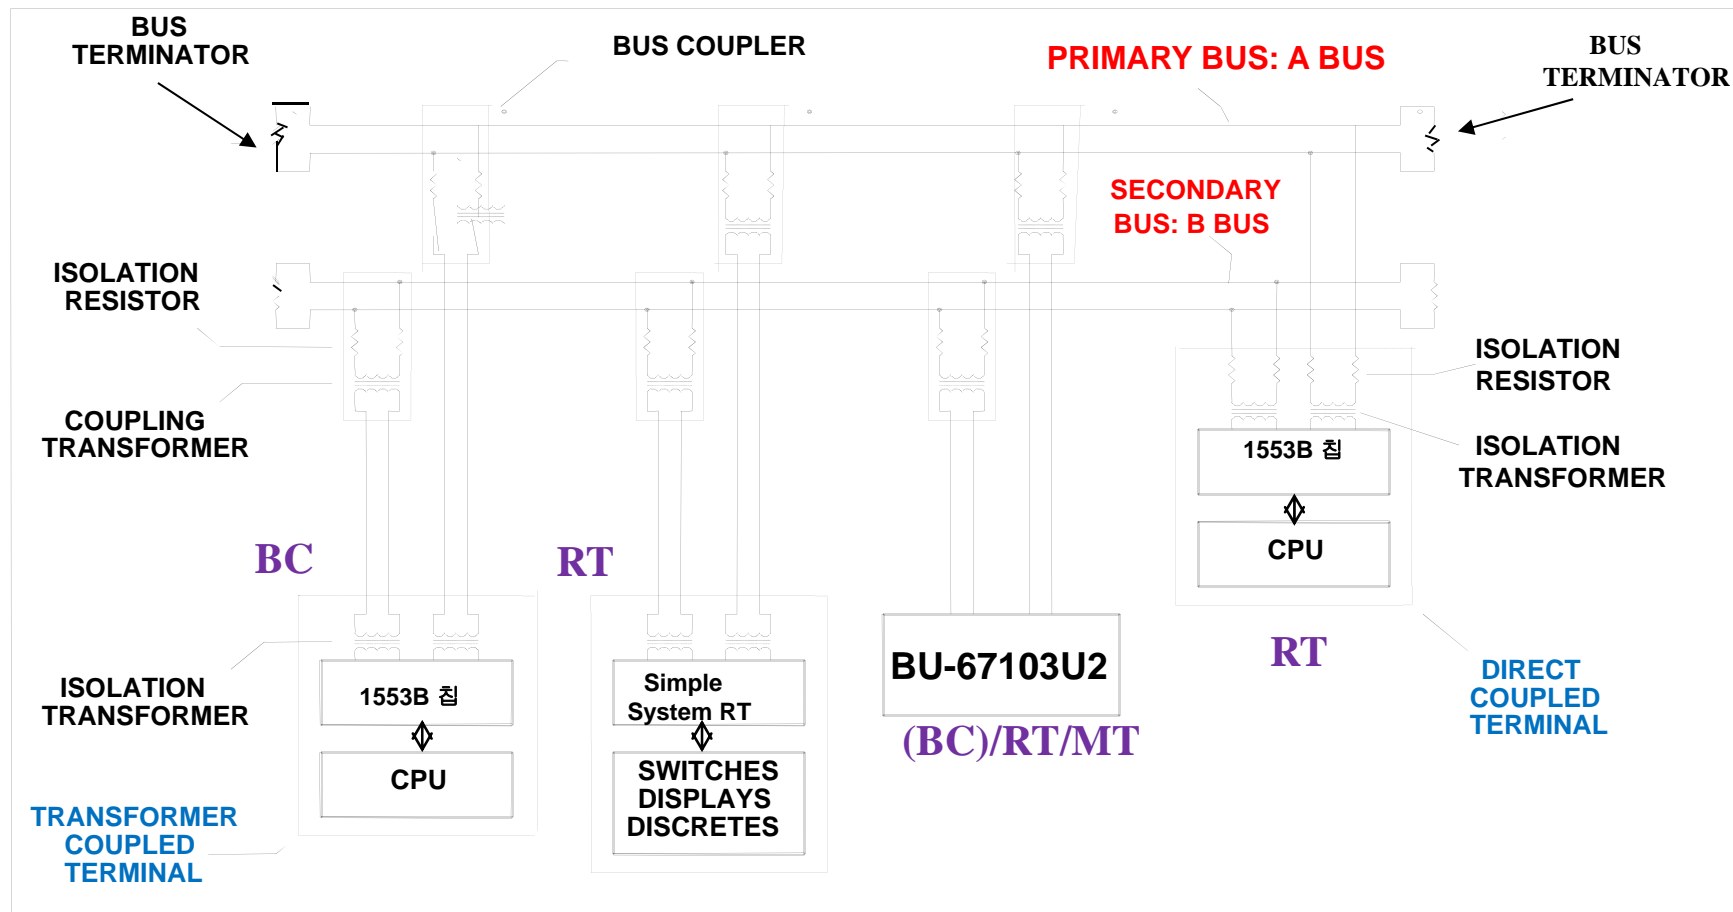 BUS
TERMINATOR
BUS COUPLER
PRIMARY BUS: A BUS
BUS
TERMINATOR
SECONDARY
BUS: B BUS
ISOLATION
RESISTOR
COUPLING
TRANSFORMER
ISOLATION
RESISTOR
1553B 칩
ISOLATION
TRANSFORMER
CPU
BC
RT
RT
BU-67103U2
(BC)/RT/MT
ISOLATION
TRANSFORMER
1553B 칩
CPU
Simple
System RT
SWITCHES
DISPLAYS
DISCRETES
DIRECT
COUPLED
TERMINAL
TRANSFORMER
COUPLED
TERMINAL